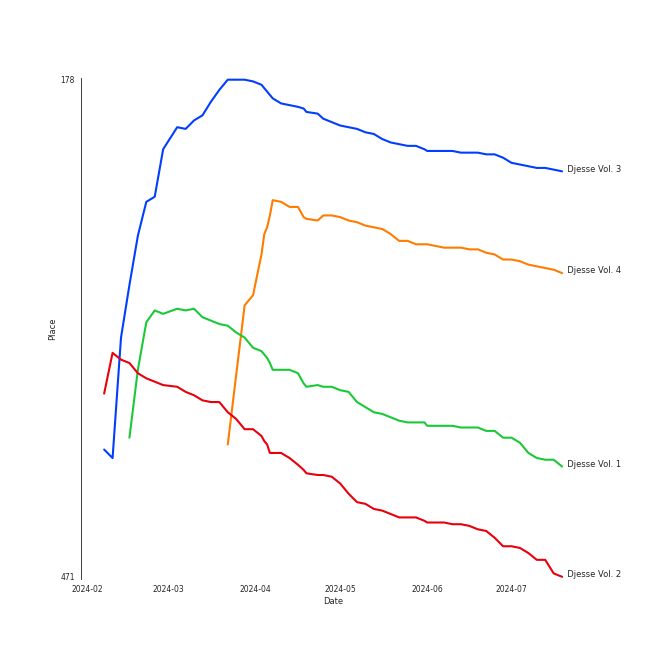 178
Djesse Vol. 3
Djesse Vol. 4
Place
Djesse Vol. 1
Djesse Vol. 2
471
2024-02 2024-03 2024-04 2024-05 2024-06 2024-07
Date